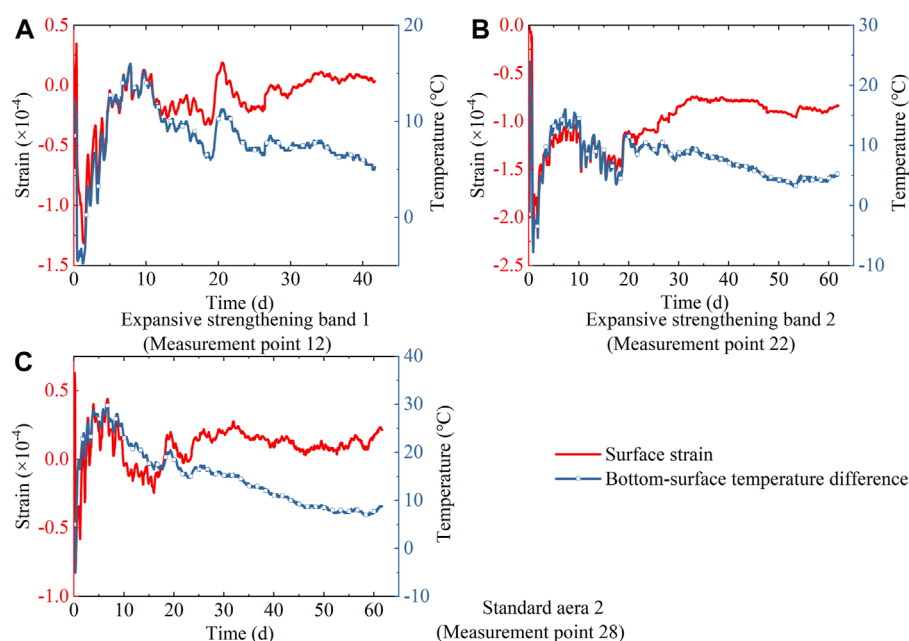 A
0.5
0.0
-0.5
-1.0
-1.5
Strain (×10⁻⁴)
20
10
0
Temperature (°C)
0 10 20 30 40
Time (d)
Expansive strengthening band 1
(Measurement point 12)
B
-0.0
-0.5
-1.0
-1.5
-2.0
-2.5
Strain (×10⁻⁴)
30
20
10
0
-10
Temperature (°C)
0 10 20 30 40 50 60
Time (d)
Expansive strengthening band 2
(Measurement point 22)
C
0.5
0.0
-0.5
-1.0
Strain (×10⁻⁴)
40
30
20
10
0
-10
Temperature (°C)
0 10 20 30 40 50 60
Time (d)
Surface strain
Bottom-surface temperature difference
Standard aera 2
(Measurement point 28)